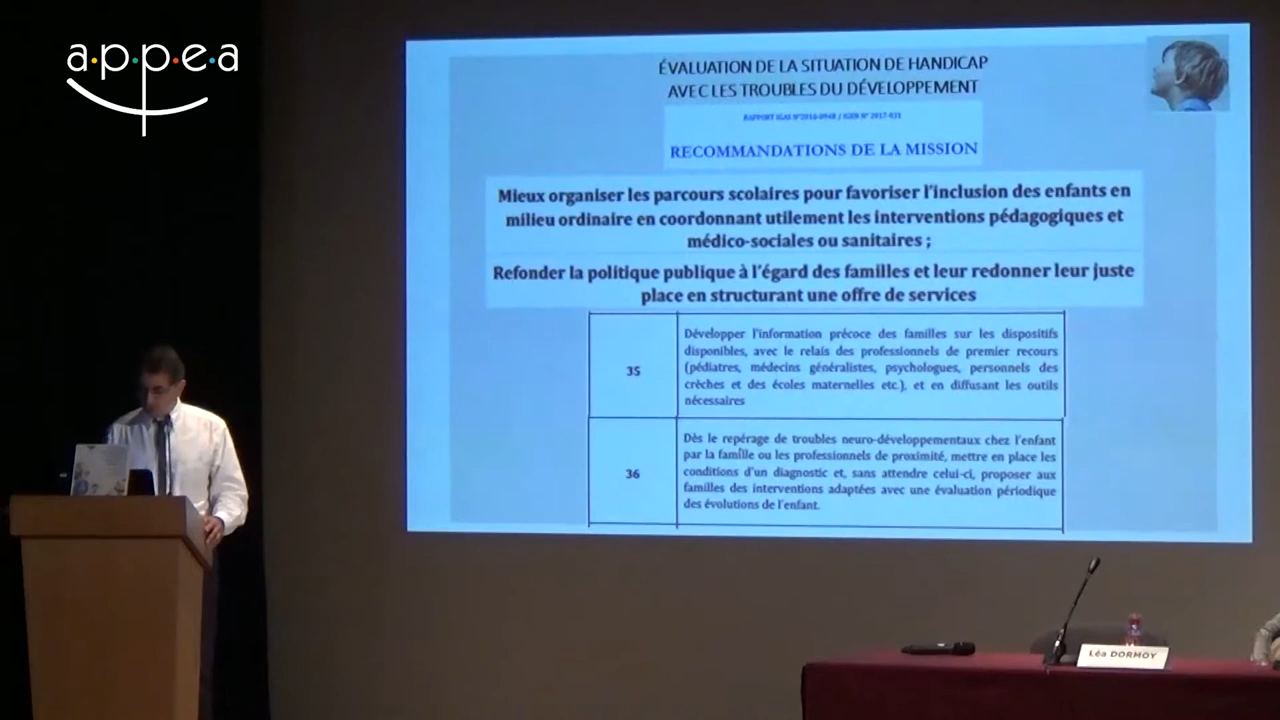 a·p·p·e·a
ÉVALUATION DE LA SITUATION DE HANDICAP
AVEC LES TROUBLES DU DÉVELOPPEMENT
RAPPORT IGAS N°2016-094R / IGEN N° 2017-031
RECOMMANDATIONS DE LA MISSION
Mieux organiser les parcours scolaires pour favoriser l'inclusion des enfants en
milieu ordinaire en coordonnant utilement les interventions pédagogiques et
médico-sociales ou sanitaires ;
Refonder la politique publique à l'égard des familles et leur redonner leur juste
place en structurant une offre de services
35
Développer l'information précoce des familles sur les dispositifs
disponibles, avec le relais des professionnels de premier recours
(pédiatres, médecins généralistes, psychologues, personnels des
crèches et des écoles maternelles etc.), et en diffusant les outils
nécessaires
36
Dès le repérage de troubles neuro-développementaux chez l'enfant
par la famille ou les professionnels de proximité, mettre en place les
conditions d'un diagnostic et, sans attendre celui-ci, proposer aux
familles des interventions adaptées avec une évaluation périodique
des évolutions de l'enfant.
Léa DORMOY